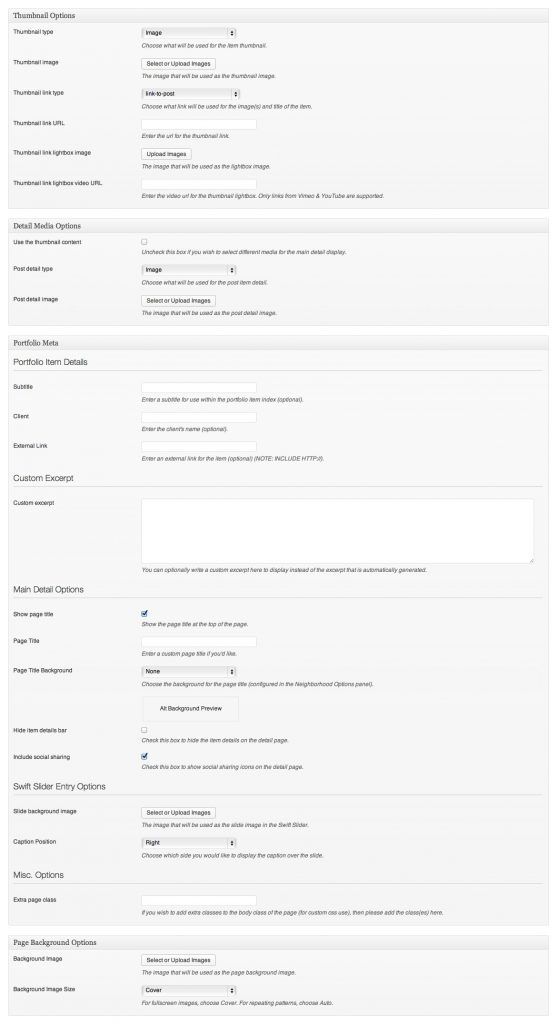 Thumbnail Options
Thumbnail type
Image
Choose what will be used for the item thumbnail.
Thumbnail image
Select or Upload Images
The image that will be used as the thumbnail image.
Thumbnail link type
link-to-post
Choose what link will be used for the image(s) and title of the item.
Thumbnail link URL
Enter the url for the thumbnail link.
Thumbnail link lightbox image
Upload Images
The image that will be used as the lightbox image.
Thumbnail link lightbox video URL
Enter the video url for the thumbnail lightbox. Only links from Vimeo & YouTube are supported.
Detail Media Options
Use the thumbnail content
Uncheck this box if you wish to select different media for the main detail display.
Post detail type
Image
Choose what will be used for the post item detail.
Post detail image
Select or Upload Images
The image that will be used as the post detail image.
Portfolio Meta
Portfolio Item Details
Subtitle
Enter a subtitle for use within the portfolio item index (optional).
Client
Enter the client's name (optional).
External Link
Enter an external link for the item (optional) (NOTE: INCLUDE HTTP://).
Custom Excerpt
Custom excerpt
You can optionally write a custom excerpt here to display instead of the excerpt that is automatically generated.
Main Detail Options
Show page title
Show the page title at the top of the page.
Page Title
Enter a custom page title if you'd like.
Page Title Background
None
Choose the background for the page title (configured in the Neighborhood Options panel).
Alt Background Preview
Hide item details bar
Check this box to hide the item details on the detail page.
Include social sharing
Check this box to show social sharing icons on the detail page.
Swift Slider Entry Options
Slide background image
Select or Upload Images
The image that will be used as the slide image in the Swift Slider.
Caption Position
Right
Choose which side you would like to display the caption over the slide.
Misc. Options
Extra page class
If you wish to add extra classes to the body class of the page (for custom css use), then please add the class(es) here.
Page Background Options
Background Image
Select or Upload Images
The image that will be used as the page background image.
Background Image Size
Cover
For fullscreen images, choose Cover. For repeating patterns, choose Auto.